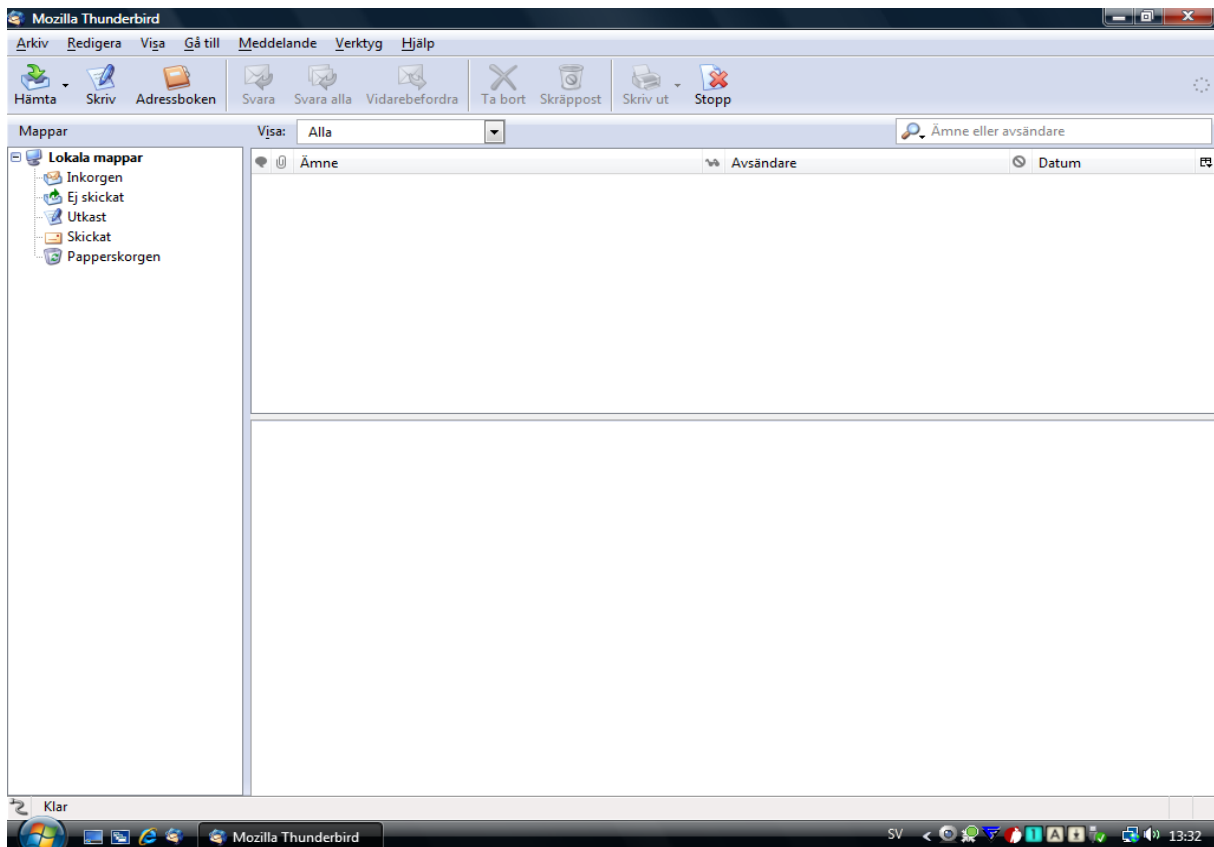 Mozilla Thunderbird
Arkiv Redigera Visa Gå till Meddelande Verktyg Hjälp
Hämta Skriv Adressboken Svara Svara alla Vidarebefordra Ta bort Skräppost Skriv ut Stopp
Mappar Visa: Alla Ämne eller avsändare
Lokala mappar Ämne Avsändare Datum
Inkorgen
Ej skickat
Utkast
Skickat
Papperskorgen
Klar
Mozilla Thunderbird SV 1 A 13:32